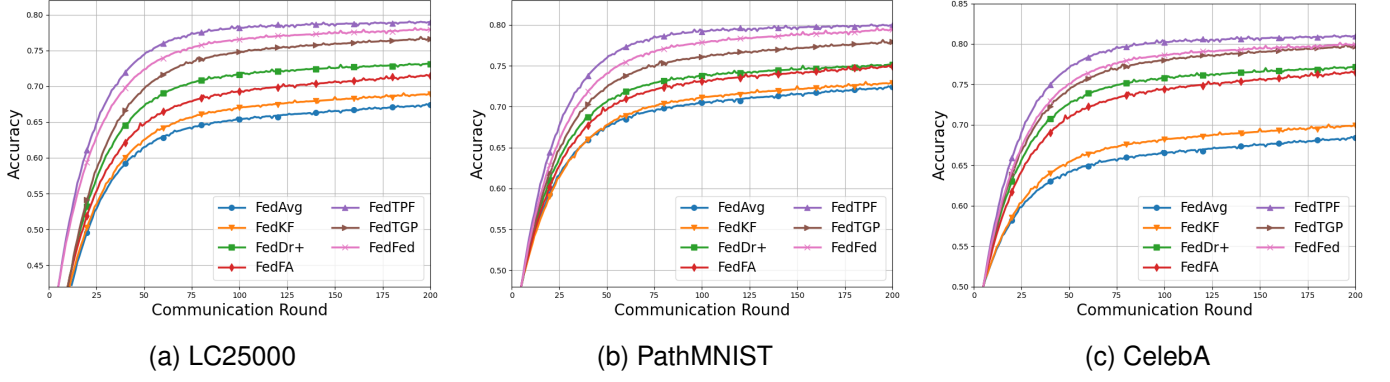 0.80
0.75
0.70
0.65
0.60
0.55
0.50
0.45
Accuracy
0 25 50 75 100 125 150 175 200
Communication Round
FedAvg
FedKF
FedDr+
FedFA
FedTPF
FedTGP
FedFed
(a) LC25000
0.80
0.75
0.70
0.65
0.60
0.55
0.50
Accuracy
0 25 50 75 100 125 150 175 200
Communication Round
FedAvg
FedKF
FedDr+
FedFA
FedTPF
FedTGP
FedFed
(b) PathMNIST
0.85
0.80
0.75
0.70
0.65
0.60
0.55
0.50
Accuracy
0 25 50 75 100 125 150 175 200
Communication Round
FedAvg
FedKF
FedDr+
FedFA
FedTPF
FedTGP
FedFed
(c) CelebA